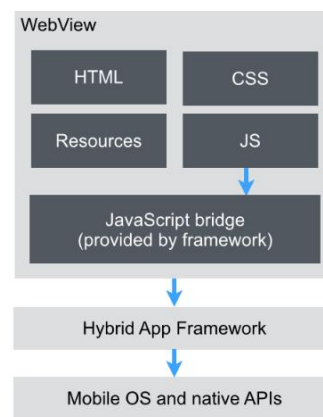 WebView
HTML
CSS
Resources
JS
JavaScript bridge
(provided by framework)
Hybrid App Framework
Mobile OS and native APIs